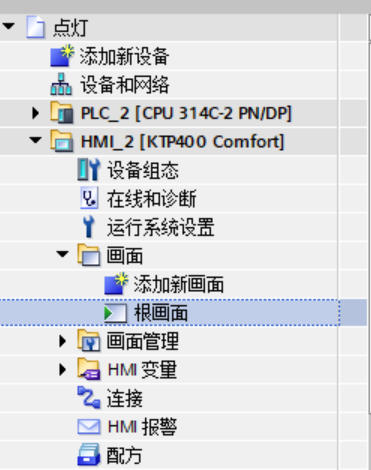 点灯
添加新设备
设备和网络
PLC_2 [CPU 314C-2 PN/DP]
HMI_2 [KTP400 Comfort]
设备组态
在线和诊断
运行系统设置
画面
添加新画面
根画面
画面管理
HMI 变量
连接
HMI 报警
配方